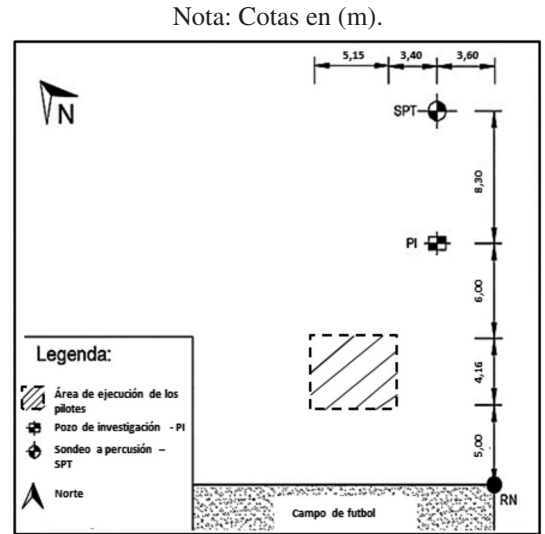 Nota: Cotas en (m).
5,15 3,40 3,60
N
SPT
8,30
PI
6,00
4,16
5,00
Legenda:
Área de ejecución de los
pilotes
Pozo de investigación - PI
Sondeo a percusión –
SPT
Norte
Campo de futbol
RN